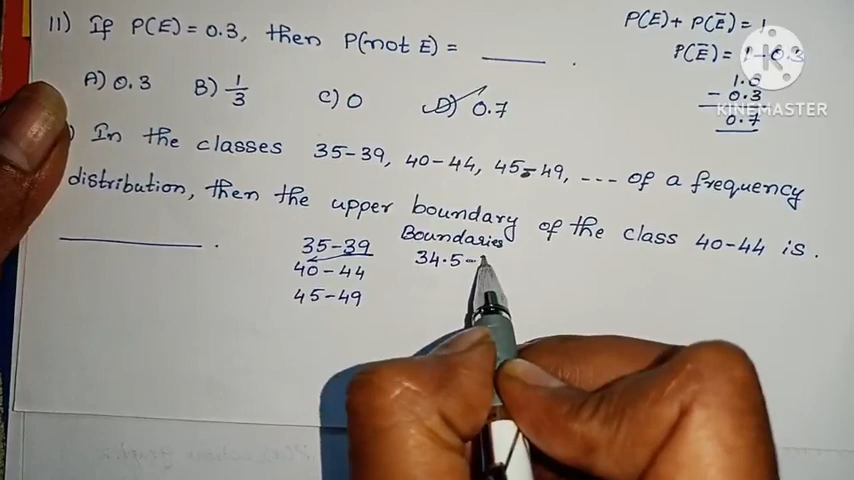 11) If P(E) = 0.3, then P(not E) = ______ .
A) 0.3 B) 1/3 C) 0 D) 0.7
P(E) + P(E̅) = 1
P(E̅) = 1 - 0.3
1.0
- 0.3
0.7
KINEMASTER
) In the classes 35-39, 40-44, 45-49, --- of a frequency
distribution, then the upper boundary of the class 40-44 is.
______ .
35-39
40-44
45-49
Boundaries
34.5-